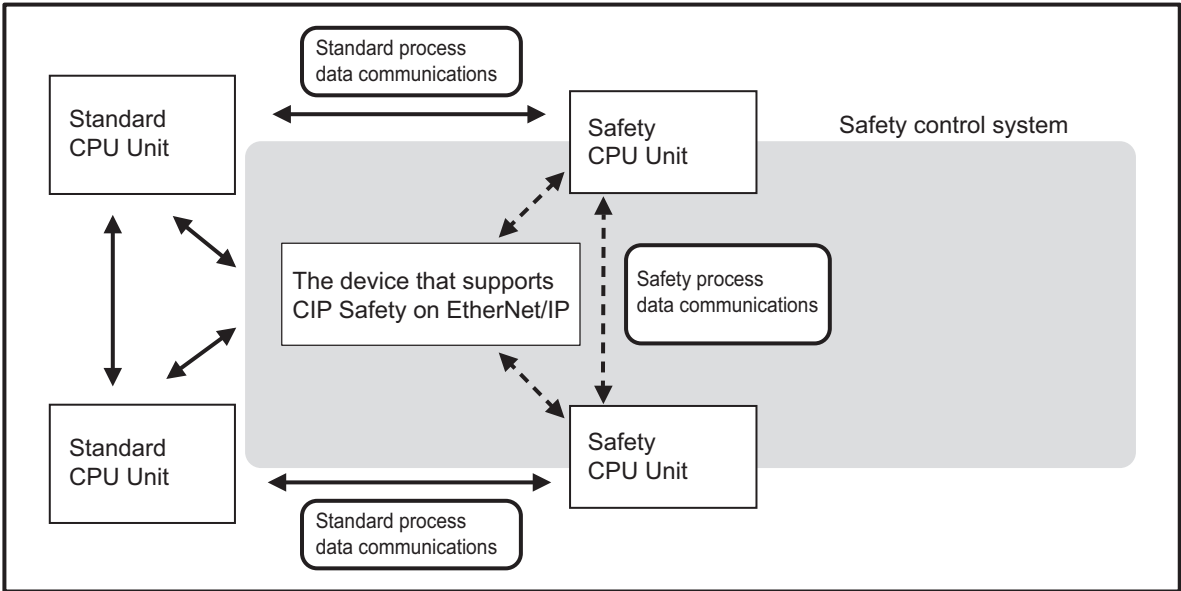 Standard process
data communications
Standard
CPU Unit
Safety
CPU Unit
Safety control system
The device that supports
CIP Safety on EtherNet/IP
Safety process
data communications
Standard
CPU Unit
Safety
CPU Unit
Standard process
data communications